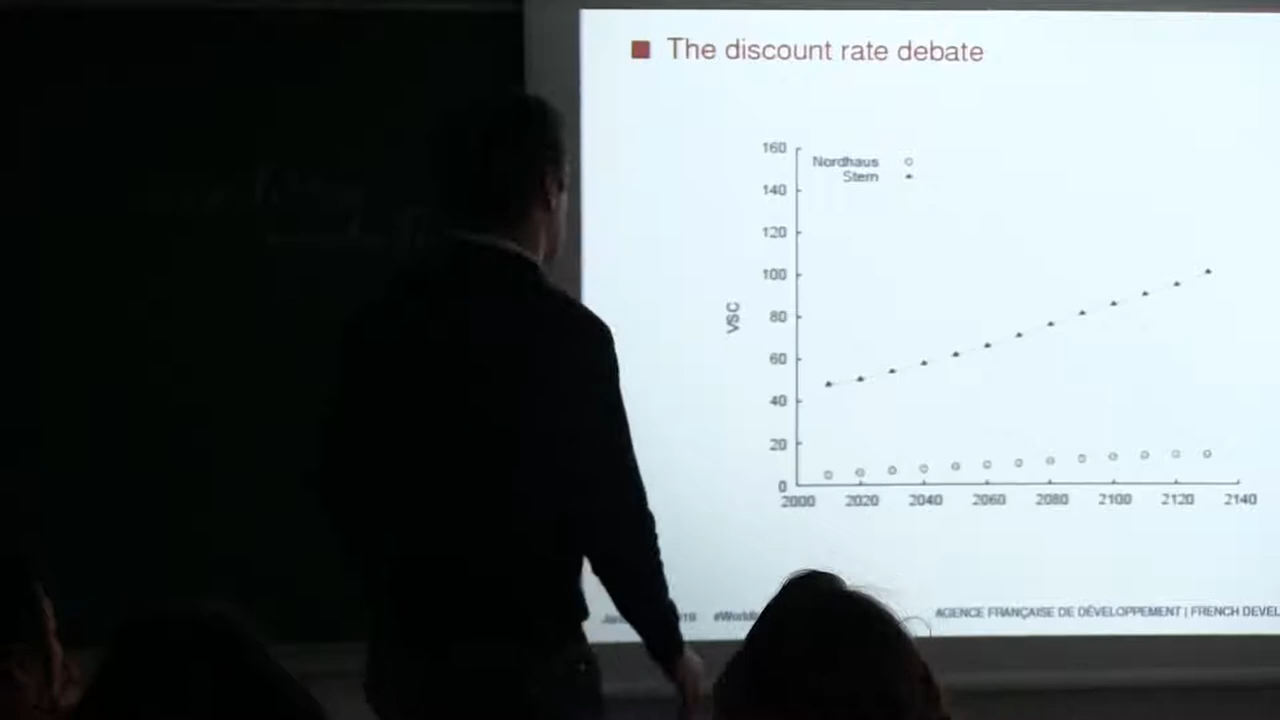 The discount rate debate
160
Nordhaus
Stern
140
120
100
VSC
80
60
40
20
0
2000 2020 2040 2060 2080 2100 2120 2140
AGENCE FRANÇAISE DE DÉVELOPPEMENT | FRENCH DEVEL